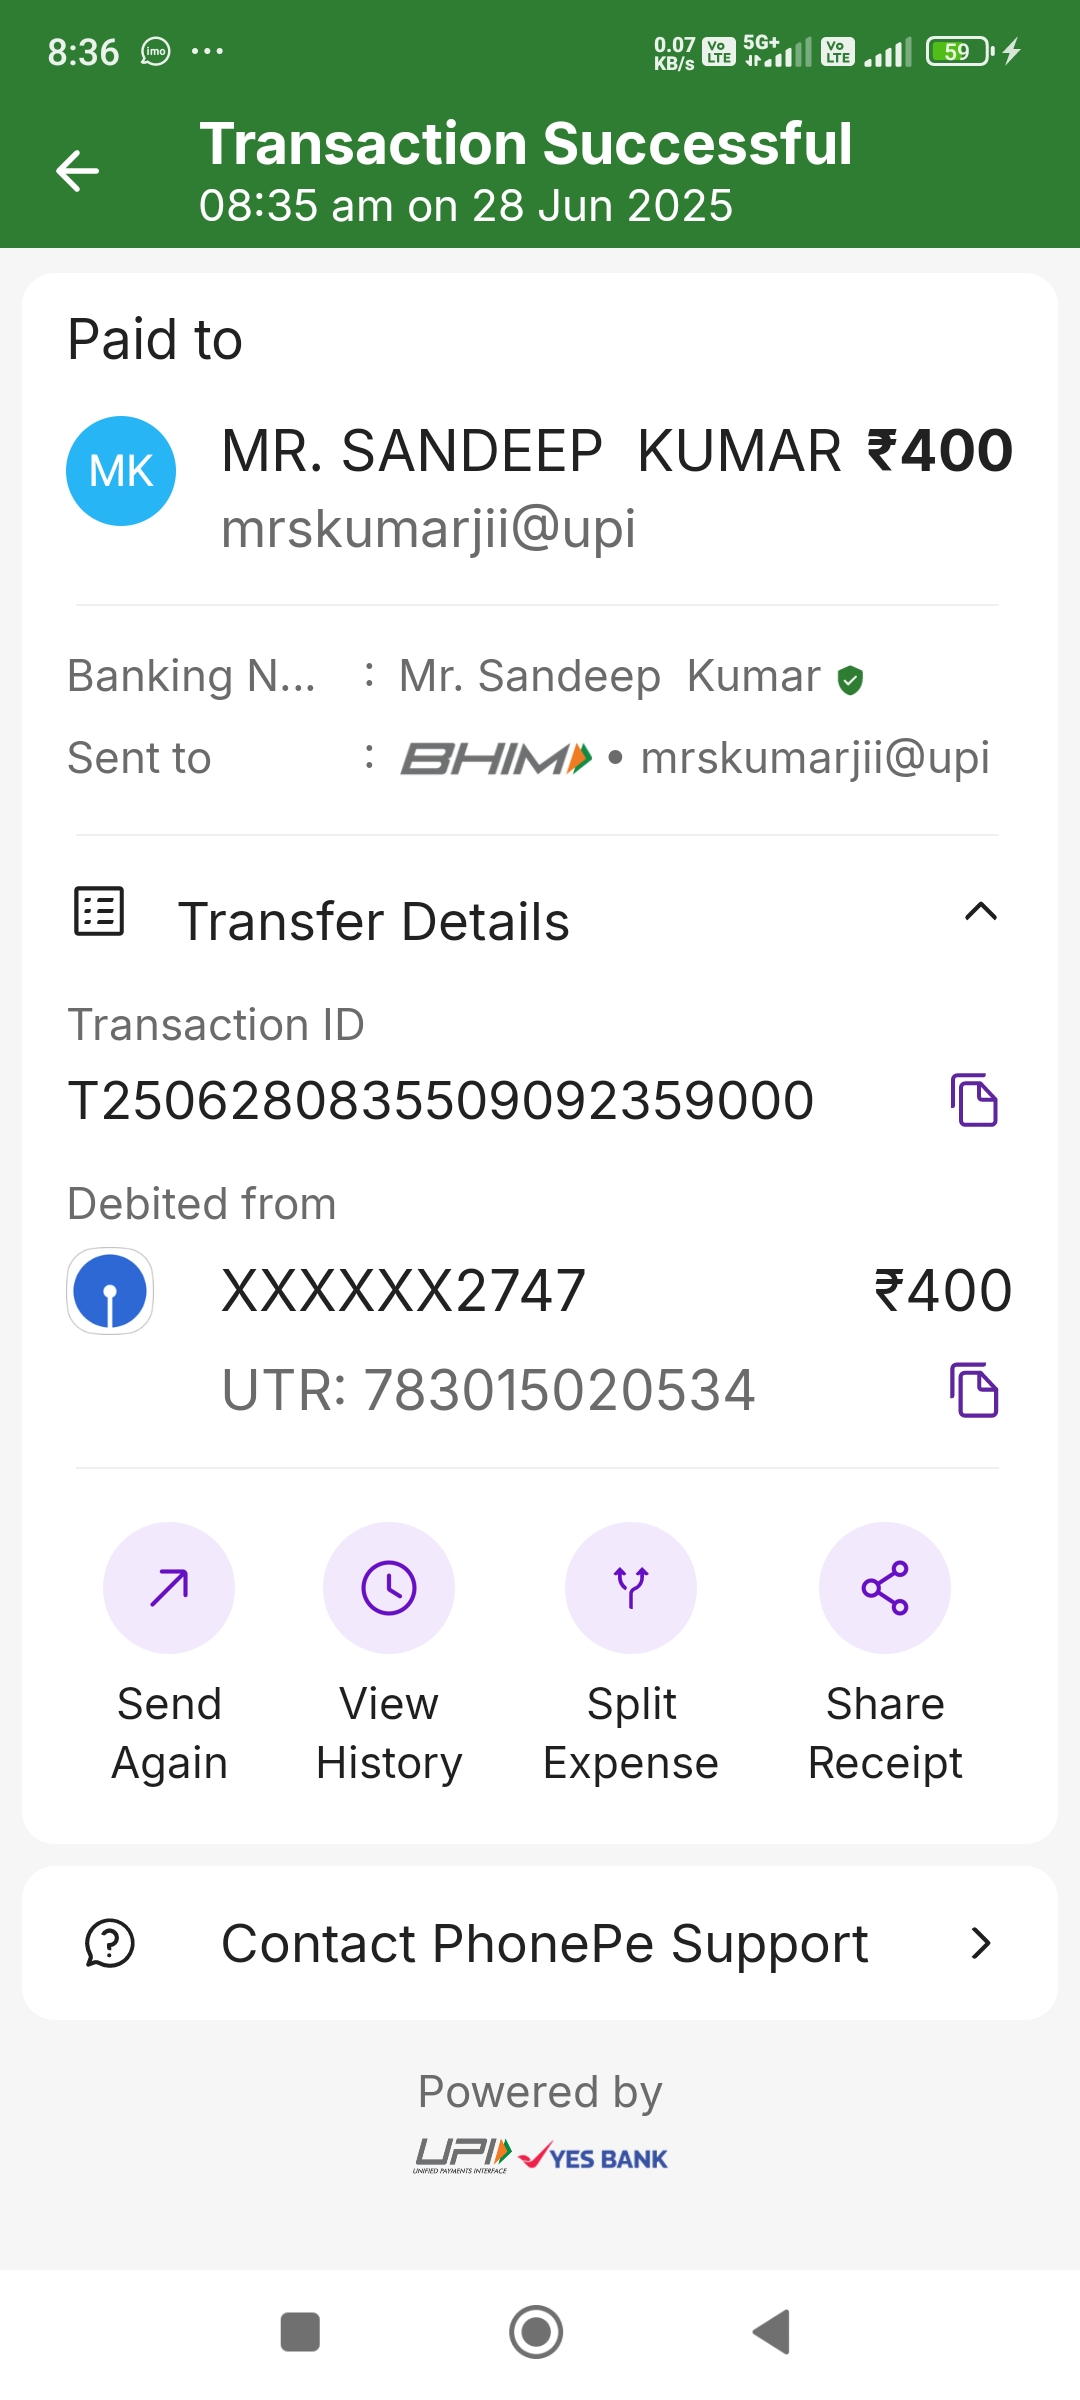 8:36 imo ... 0.07 KB/s Vo LTE 5G+ Vo LTE 59
Transaction Successful
08:35 am on 28 Jun 2025
Paid to
MK
MR. SANDEEP KUMAR ₹400
mrskumarjii@upi
Banking N... : Mr. Sandeep Kumar
Sent to : BHIM • mrskumarjii@upi
Transfer Details
Transaction ID
T2506280835509092359000
Debited from
XXXXXX2747 ₹400
UTR: 783015020534
Send Again
View History
Split Expense
Share Receipt
Contact PhonePe Support
Powered by
UPI YES BANK
UNIFIED PAYMENTS INTERFACE